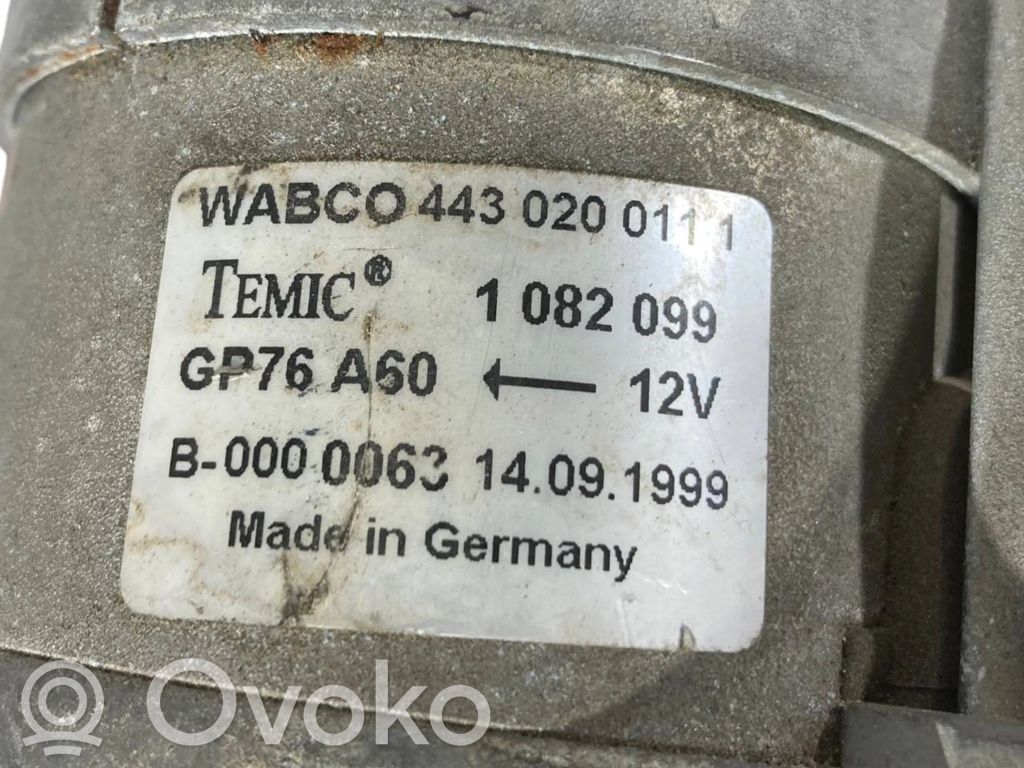 WABCO 443 020 011 1
TEMIC® 1 082 099
GP76 A60 ← 12V
B-000 0063 14.09.1999
Made in Germany
Ovoko